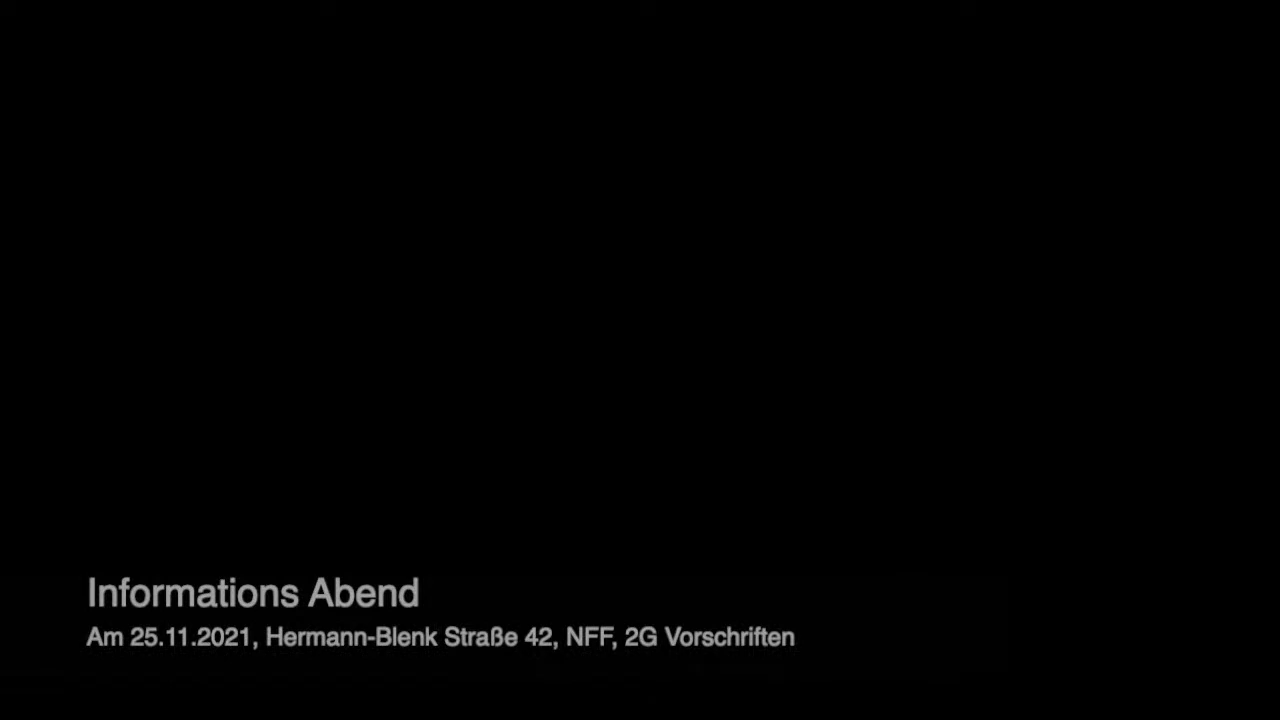 Informations Abend
Am 25.11.2021, Hermann-Blenk Straße 42, NFF, 2G Vorschriften